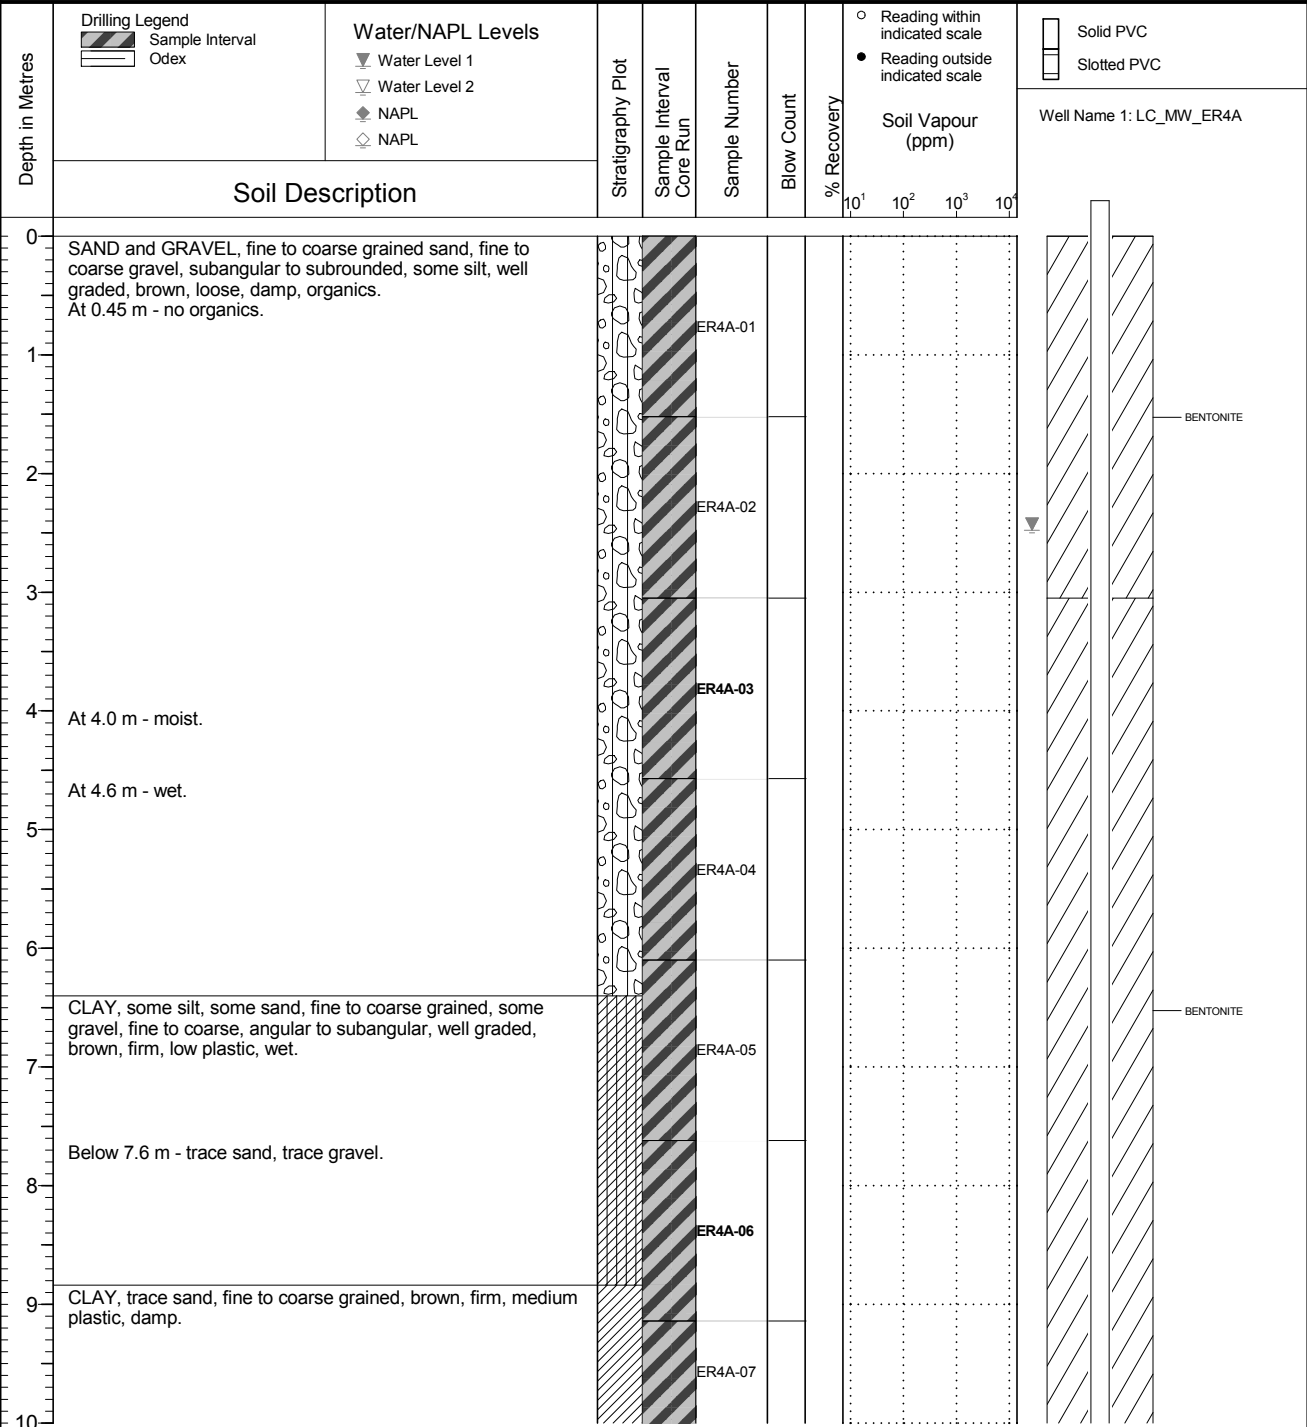 Drilling Legend
Sample Interval
Odex
Water/NAPL Levels
Water Level 1
Water Level 2
NAPL
NAPL
Depth in Metres
Soil Description
Stratigraphy Plot
Sample Interval
Core Run
Sample Number
Blow Count
% Recovery
Reading within
indicated scale
Reading outside
indicated scale
Soil Vapour
(ppm)
10¹ 10² 10³ 10⁴
Solid PVC
Slotted PVC
Well Name 1: LC_MW_ER4A
0
SAND and GRAVEL, fine to coarse grained sand, fine to
coarse gravel, subangular to subrounded, some silt, well
graded, brown, loose, damp, organics.
At 0.45 m - no organics.
ER4A-01
1
BENTONITE
2
ER4A-02
3
ER4A-03
4
At 4.0 m - moist.
At 4.6 m - wet.
5
ER4A-04
6
CLAY, some silt, some sand, fine to coarse grained, some
gravel, fine to coarse, angular to subangular, well graded,
brown, firm, low plastic, wet.
BENTONITE
ER4A-05
7
Below 7.6 m - trace sand, trace gravel.
8
ER4A-06
9
CLAY, trace sand, fine to coarse grained, brown, firm, medium
plastic, damp.
ER4A-07
10